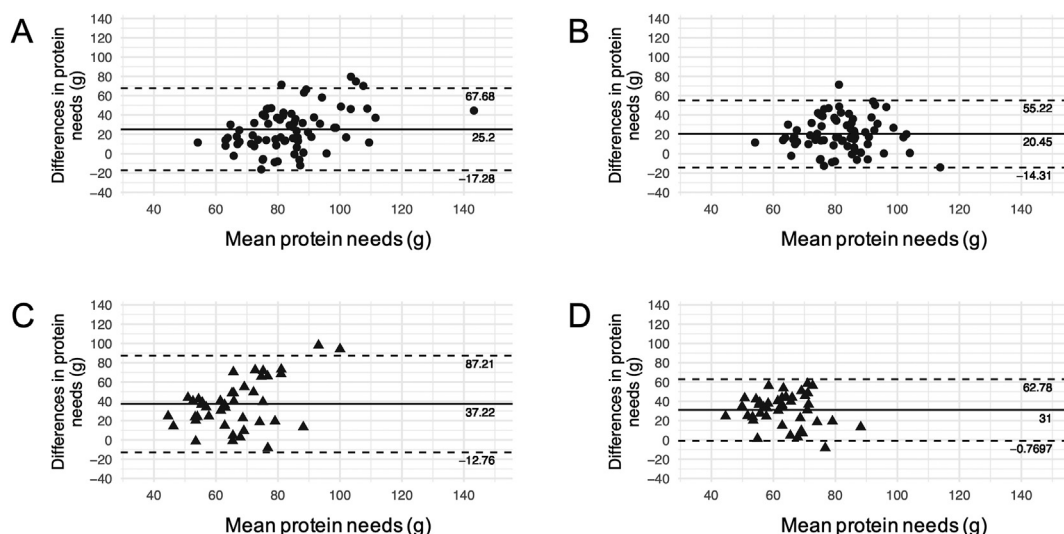 A
Differences in protein
needs (g)
140
120
100
80
60
40
20
0
−20
−40
67.68
25.2
−17.28
40 60 80 100 120 140
Mean protein needs (g)
B
Differences in protein
needs (g)
140
120
100
80
60
40
20
0
−20
−40
55.22
20.45
−14.31
40 60 80 100 120 140
Mean protein needs (g)
C
Differences in protein
needs (g)
140
120
100
80
60
40
20
0
−20
−40
87.21
37.22
−12.76
40 60 80 100 120 140
Mean protein needs (g)
D
Differences in protein
needs (g)
140
120
100
80
60
40
20
0
−20
−40
62.78
31
−0.7697
40 60 80 100 120 140
Mean protein needs (g)